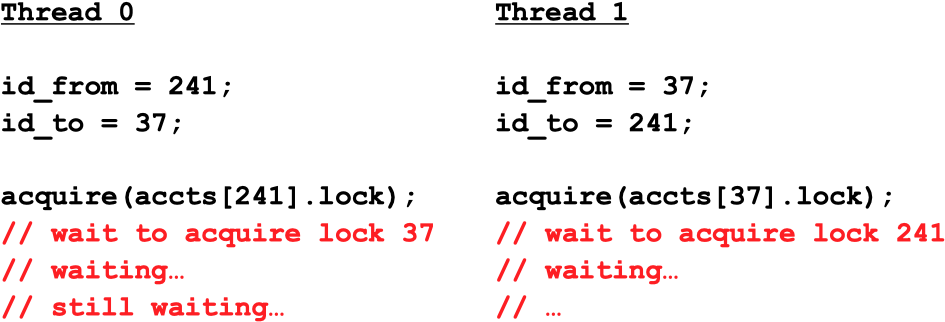 Thread 0
id_from = 241;
id_to = 37;
acquire(accts[241].lock);
// wait to acquire lock 37
// waiting…
// still waiting…
Thread 1
id_from = 37;
id_to = 241;
acquire(accts[37].lock);
// wait to acquire lock 241
// waiting…
// …